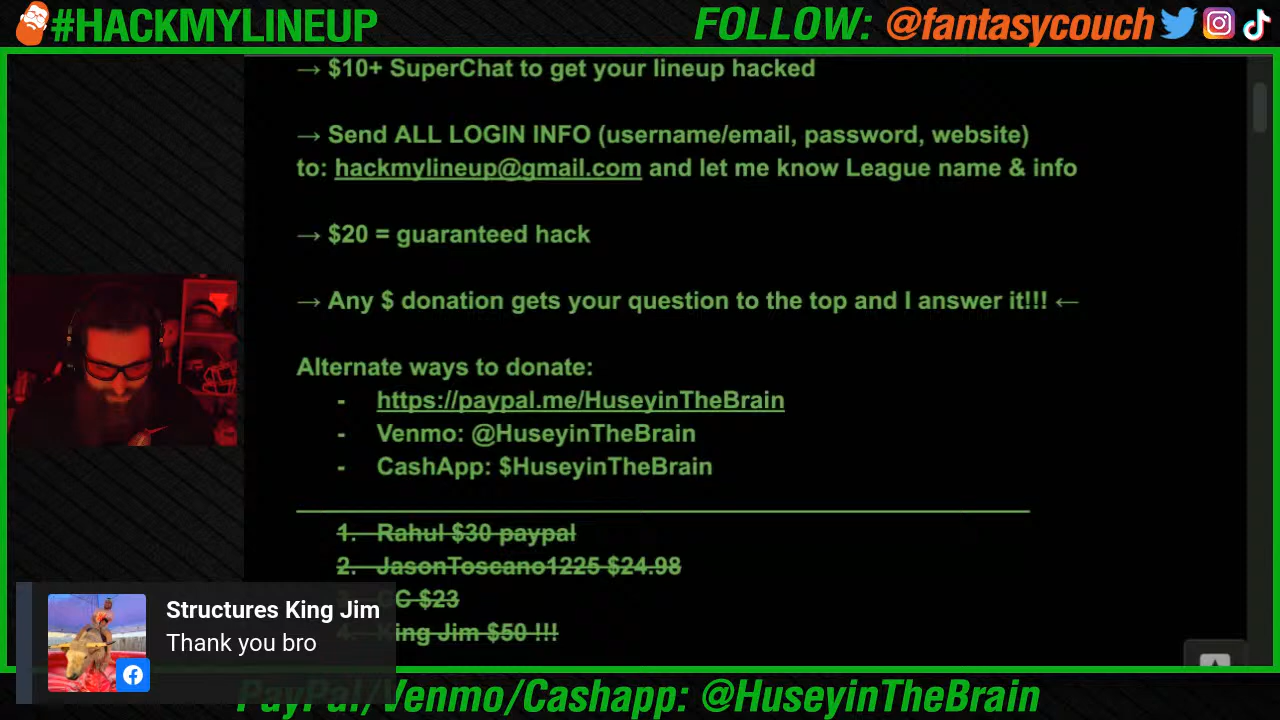 #HACKMYLINEUP
FOLLOW: @fantasycouch
→ $10+ SuperChat to get your lineup hacked
→ Send ALL LOGIN INFO (username/email, password, website)
to: hackmylineup@gmail.com and let me know League name & info
→ $20 = guaranteed hack
→ Any $ donation gets your question to the top and I answer it!!! ←
Alternate ways to donate:
- https://paypal.me/HuseyinTheBrain
- Venmo: @HuseyinTheBrain
- CashApp: $HuseyinTheBrain
1. Rahul $30 paypal
2. JasonToscano1225 $24.98
$23
King Jim $50 !!!
Structures King Jim
Thank you bro
PayPal/Venmo/Cashapp: @HuseyinTheBrain